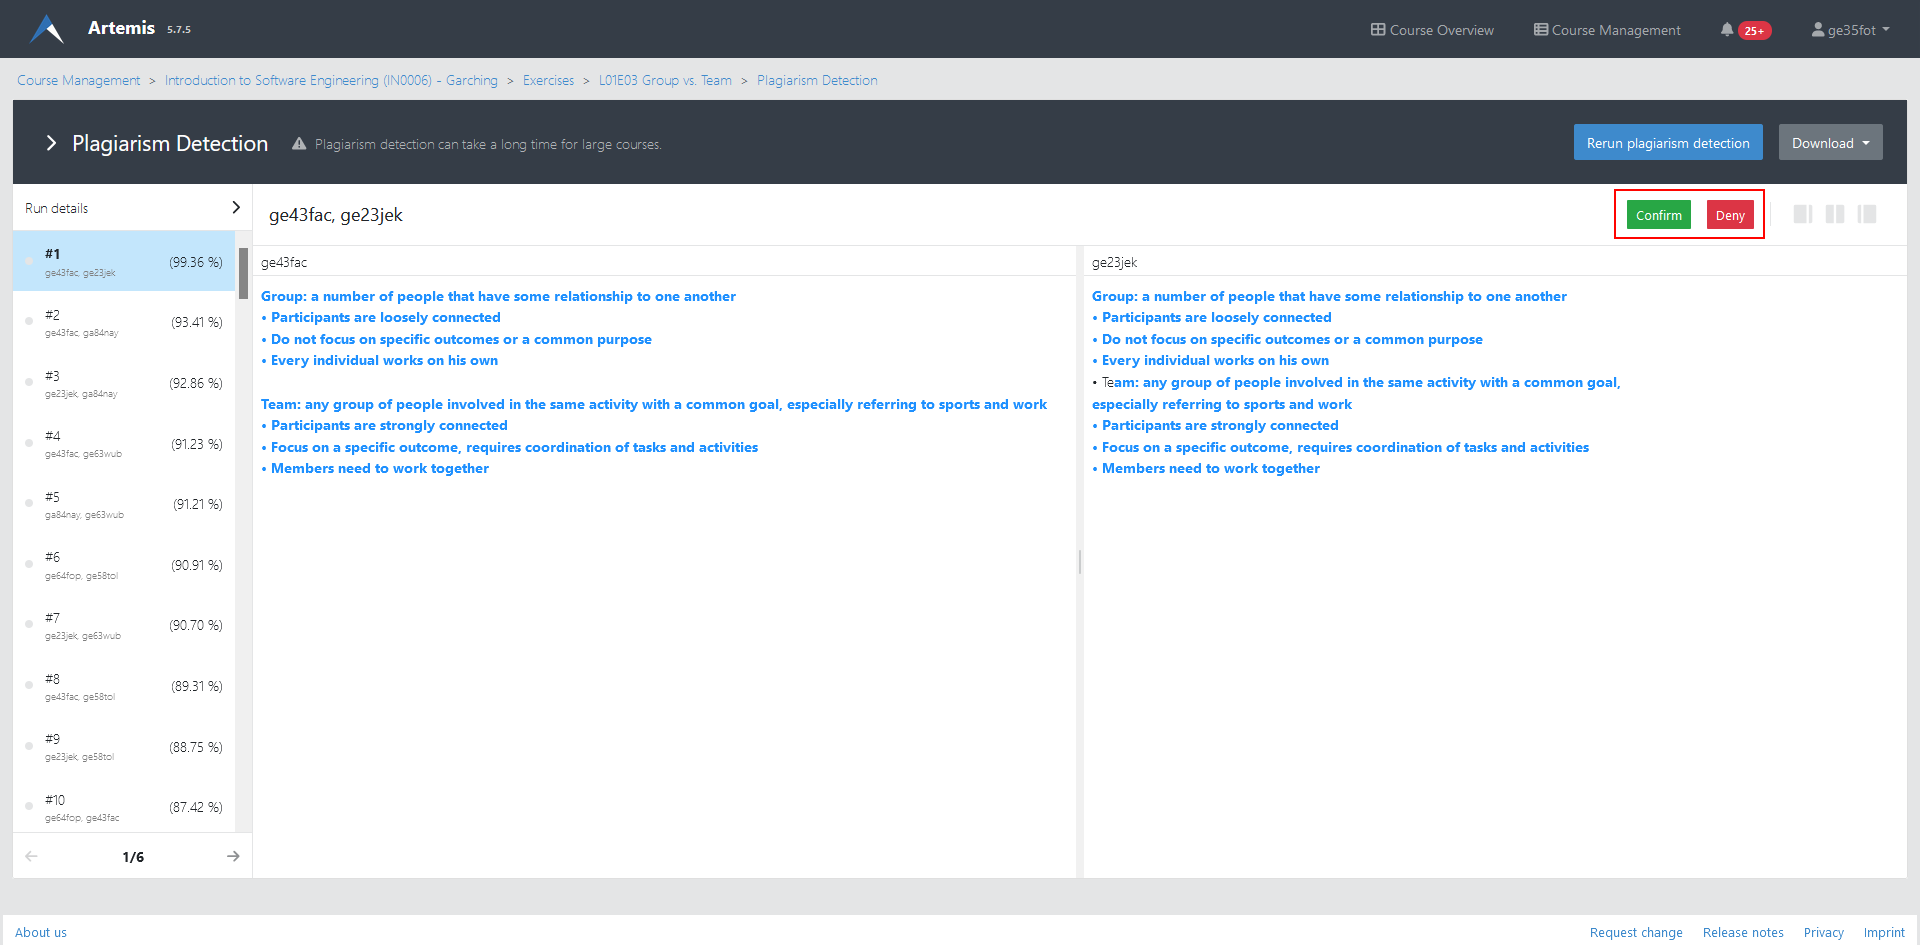 Artemis 5.7.5
Course Overview
Course Management
25+
ge35fot
Course Management > Introduction to Software Engineering (IN0006) - Garching > Exercises > L01E03 Group vs. Team > Plagiarism Detection
Plagiarism Detection
Plagiarism detection can take a long time for large courses.
Rerun plagiarism detection
Download
Run details
ge43fac, ge23jek
Confirm
Deny
#1
ge43fac, ge23jek
(99.36 %)
#2
ge43fac, ga84nay
(93.41 %)
#3
ge23jek, ga84nay
(92.86 %)
#4
ge43fac, ge63wub
(91.23 %)
#5
ga84nay, ge63wub
(91.21 %)
#6
ge64fop, ge58tol
(90.91 %)
#7
ge23jek, ge63wub
(90.70 %)
#8
ge43fac, ge58tol
(89.31 %)
#9
ge23jek, ge58tol
(88.75 %)
#10
ge64fop, ge43fac
(87.42 %)
1/6
ge43fac
Group: a number of people that have some relationship to one another
• Participants are loosely connected
• Do not focus on specific outcomes or a common purpose
• Every individual works on his own
Team: any group of people involved in the same activity with a common goal, especially referring to sports and work
• Participants are strongly connected
• Focus on a specific outcome, requires coordination of tasks and activities
• Members need to work together
ge23jek
Group: a number of people that have some relationship to one another
• Participants are loosely connected
• Do not focus on specific outcomes or a common purpose
• Every individual works on his own
• Team: any group of people involved in the same activity with a common goal,
especially referring to sports and work
• Participants are strongly connected
• Focus on a specific outcome, requires coordination of tasks and activities
• Members need to work together
About us
Request change
Release notes
Privacy
Imprint